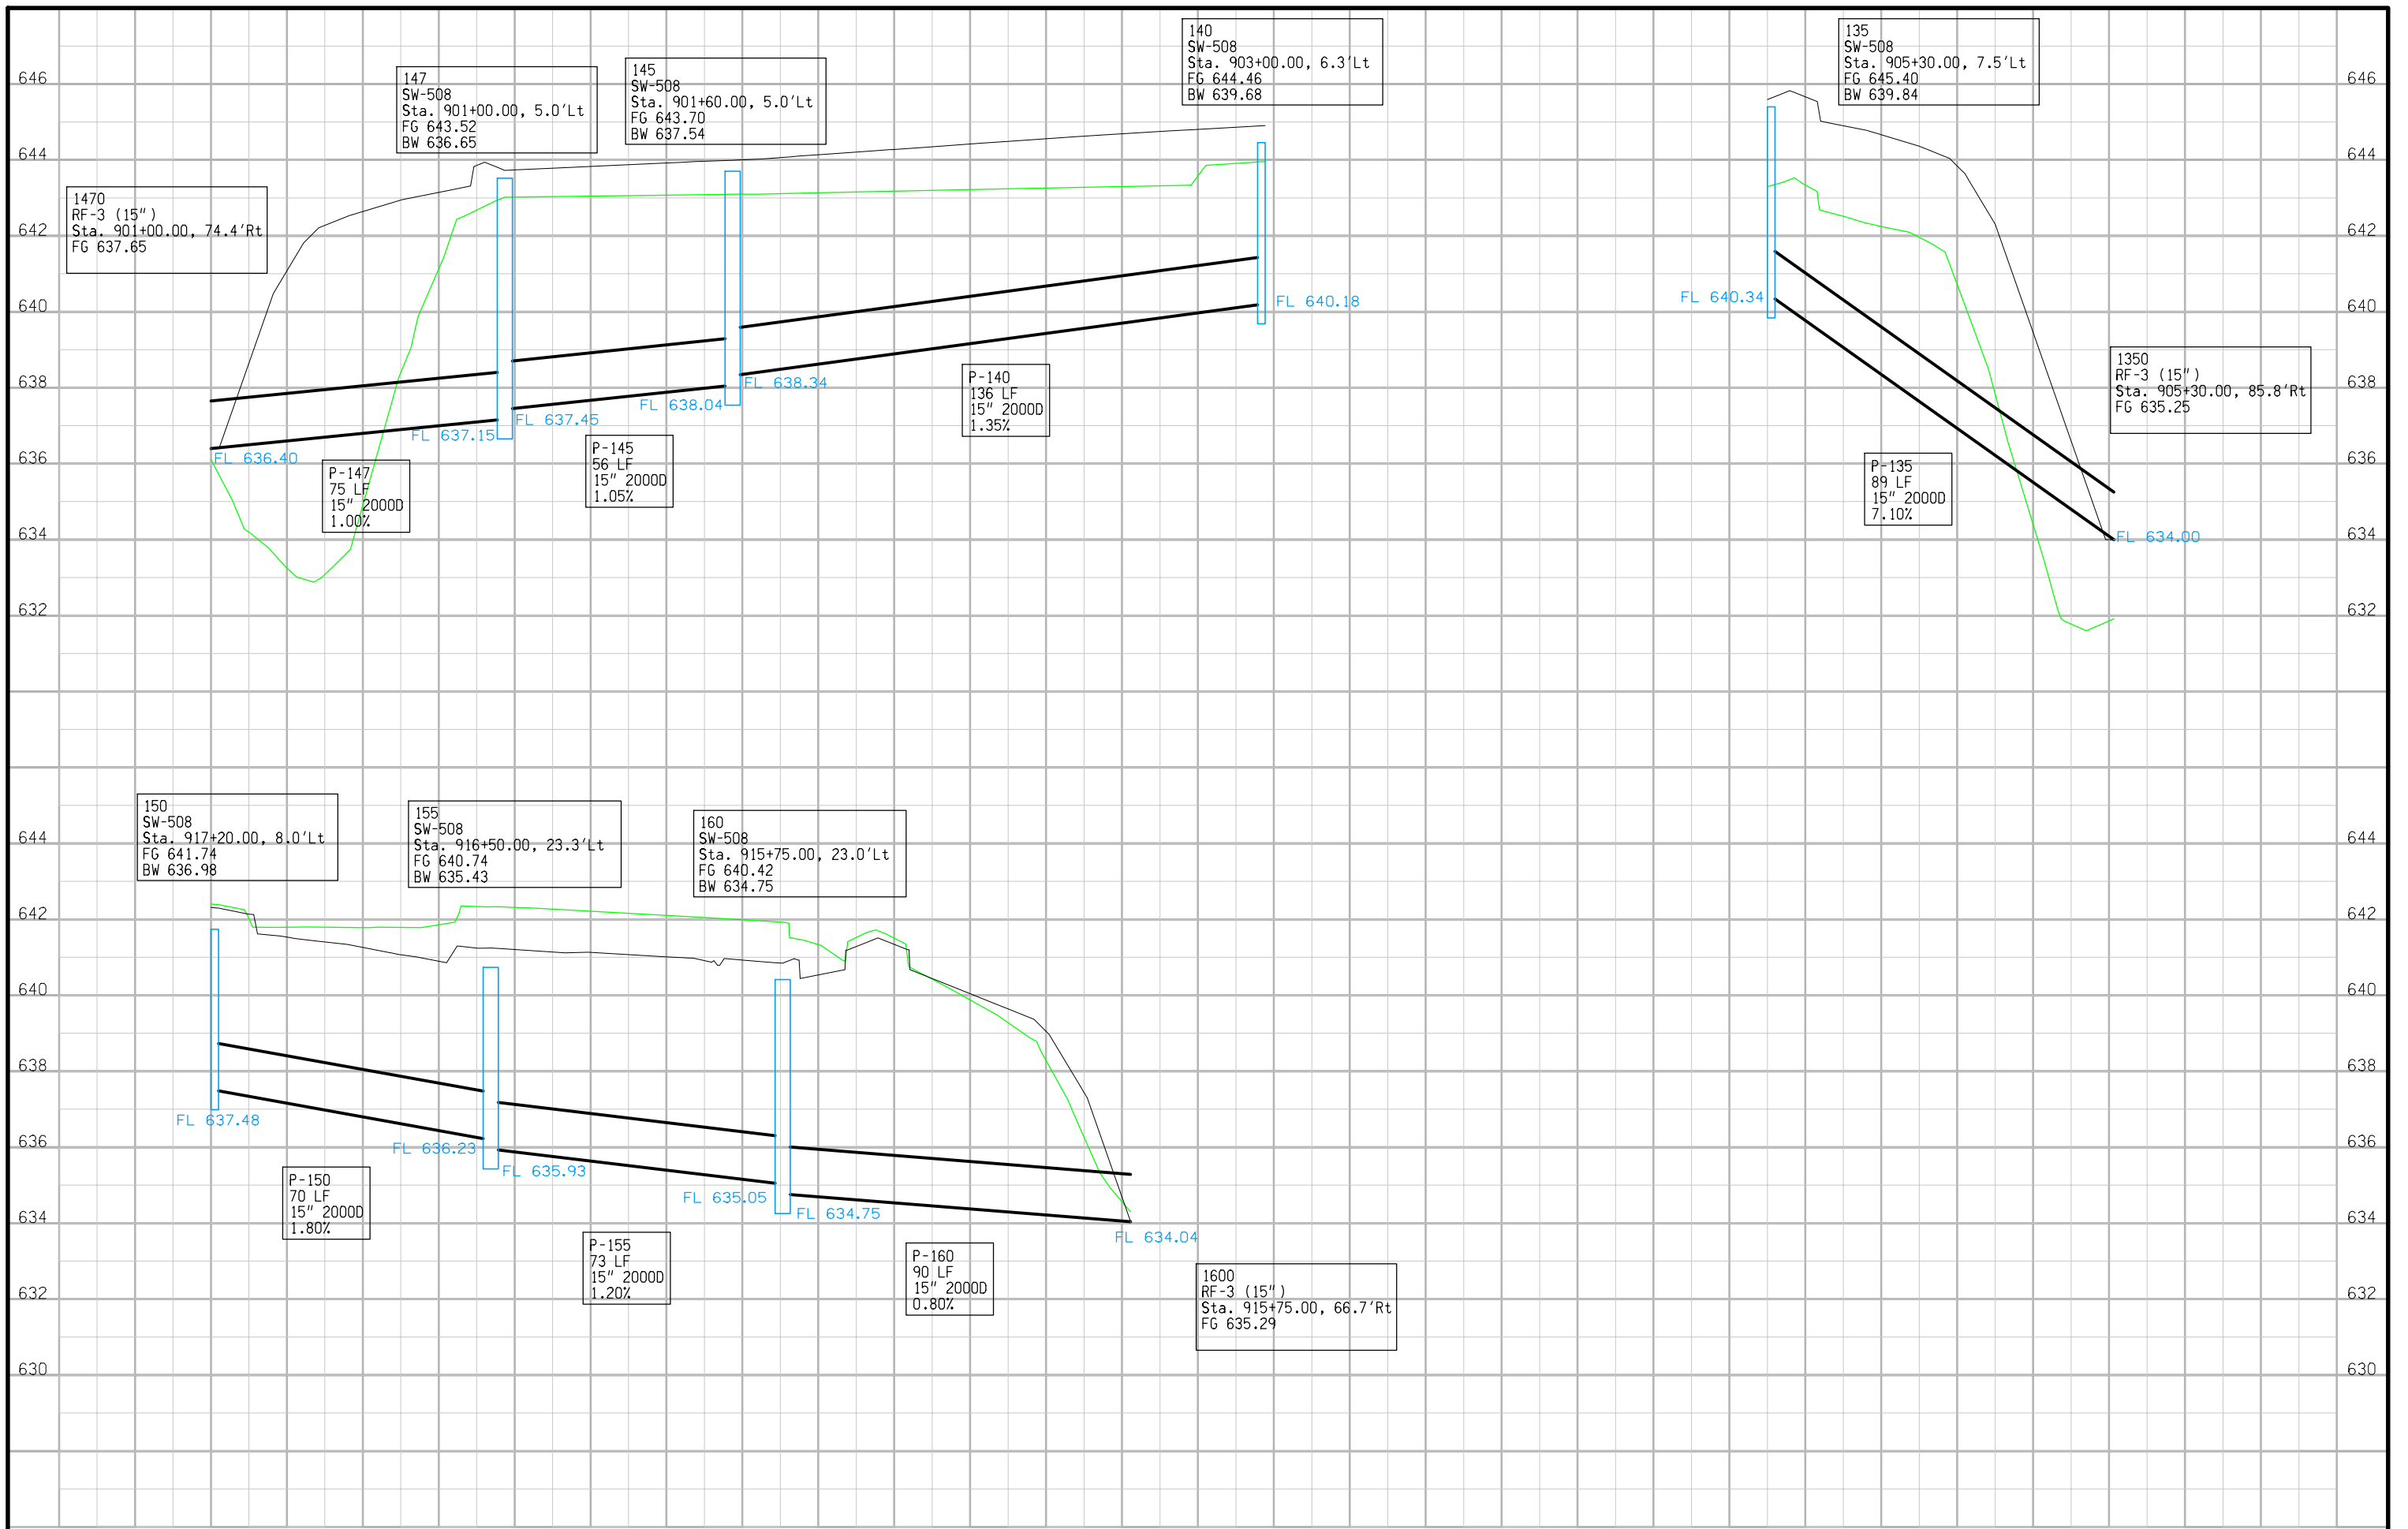 140
SW-508
Sta. 903+00.00, 6.3'Lt
FG 644.46
BW 639.68
135
SW-508
Sta. 905+30.00, 7.5'Lt
FG 645.40
BW 639.84
147
SW-508
Sta. 901+00.00, 5.0'Lt
FG 643.52
BW 636.65
145
SW-508
Sta. 901+60.00, 5.0'Lt
FG 643.70
BW 637.54
646
646
644
644
1470
RF-3 (15")
Sta. 901+00.00, 74.4'Rt
FG 637.65
642
642
640
FL 640.18
FL 640.34
640
638
FL 638.34
FL 638.04
FL 637.45
FL 637.15
638
P-140
136 LF
15" 2000D
1.35%
1350
RF-3 (15")
Sta. 905+30.00, 85.8'Rt
FG 635.25
636
FL 636.40
636
P-147
75 LF
15" 2000D
1.00%
P-145
56 LF
15" 2000D
1.05%
P-135
89 LF
15" 2000D
7.10%
634
FL 634.00
634
632
632
150
SW-508
Sta. 917+20.00, 8.0'Lt
FG 641.74
BW 636.98
155
SW-508
Sta. 916+50.00, 23.3'Lt
FG 640.74
BW 635.43
160
SW-508
Sta. 915+75.00, 23.0'Lt
FG 640.42
BW 634.75
644
644
642
642
640
640
638
638
FL 637.48
636
FL 636.23
FL 635.93
636
FL 635.05
FL 634.75
P-150
70 LF
15" 2000D
1.80%
634
FL 634.04
634
P-155
73 LF
15" 2000D
1.20%
P-160
90 LF
15" 2000D
0.80%
1600
RF-3 (15")
Sta. 915+75.00, 66.7'Rt
FG 635.29
632
632
630
630